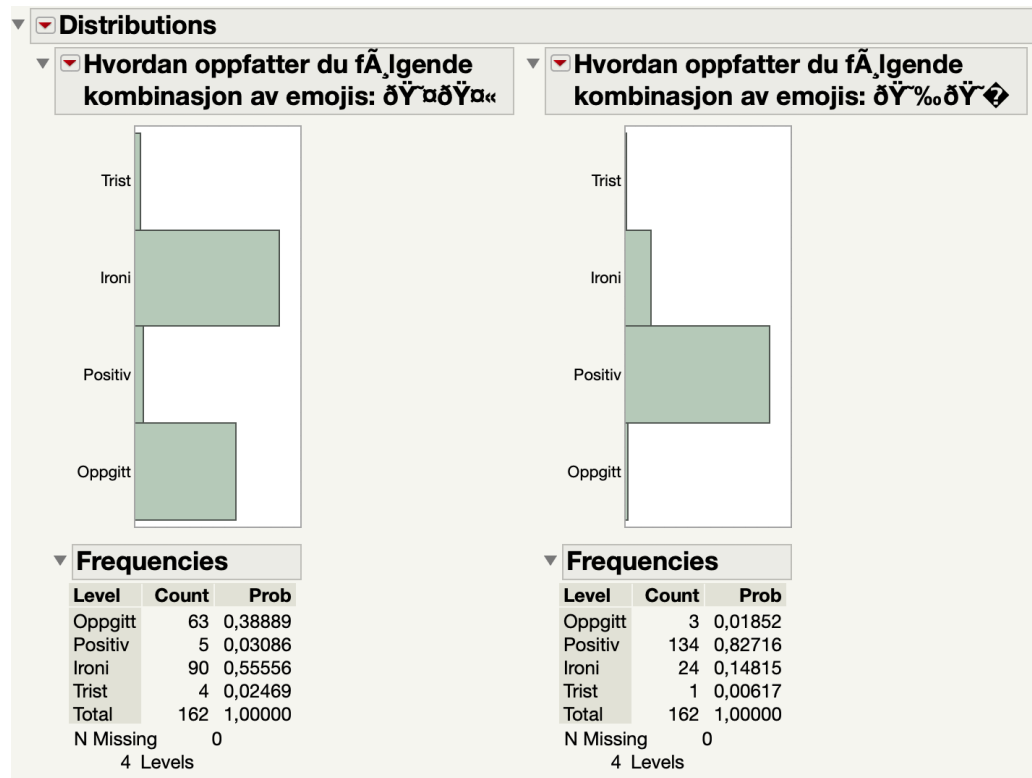 Distributions
Hvordan oppfatter du fÃ¸lgende
kombinasjon av emojis: ðŸ˜¤ðŸ¤«
Trist
Ironi
Positiv
Oppgitt
Frequencies
Level Count Prob
Oppgitt 63 0,38889
Positiv 5 0,03086
Ironi 90 0,55556
Trist 4 0,02469
Total 162 1,00000
N Missing 0
4 Levels
Hvordan oppfatter du fÃ¸lgende
kombinasjon av emojis: ðŸ˜‰ðŸ˜�
Trist
Ironi
Positiv
Oppgitt
Frequencies
Level Count Prob
Oppgitt 3 0,01852
Positiv 134 0,82716
Ironi 24 0,14815
Trist 1 0,00617
Total 162 1,00000
N Missing 0
4 Levels